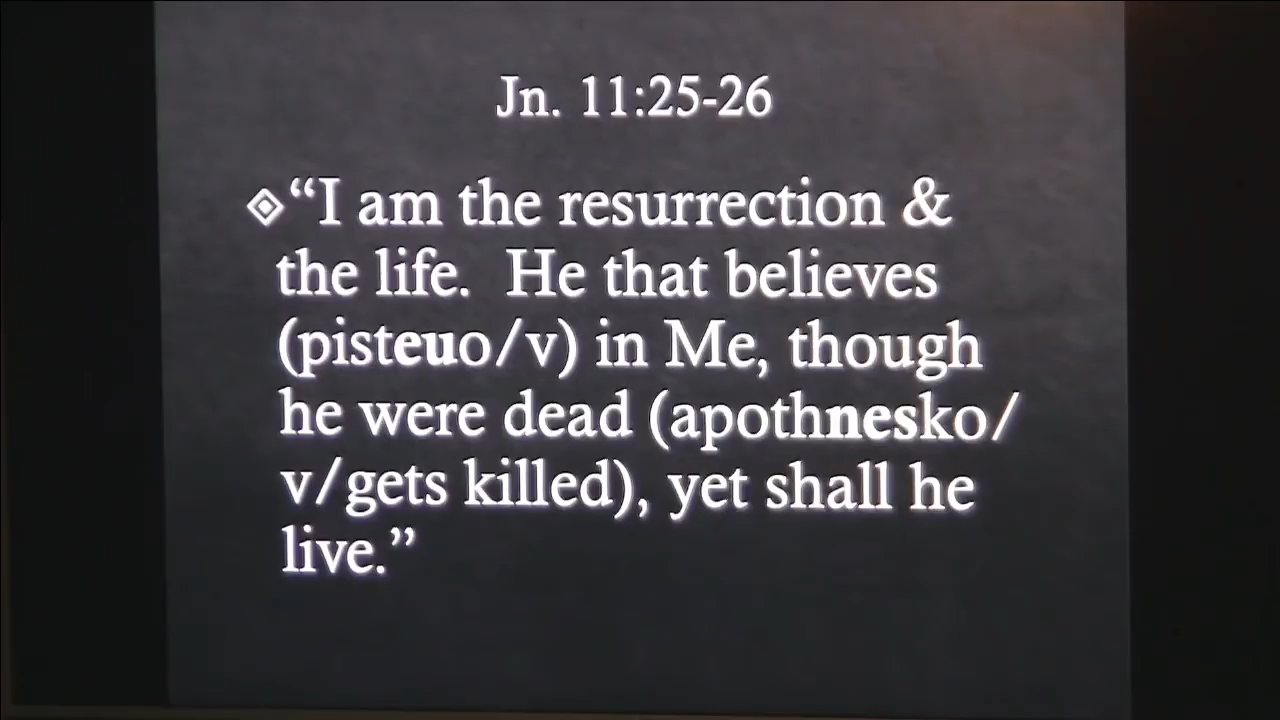 Jn. 11:25-26
“I am the resurrection &
the life.  He that believes
(pisteuo/v) in Me, though
he were dead (apothnesko/
v/gets killed), yet shall he
live.”